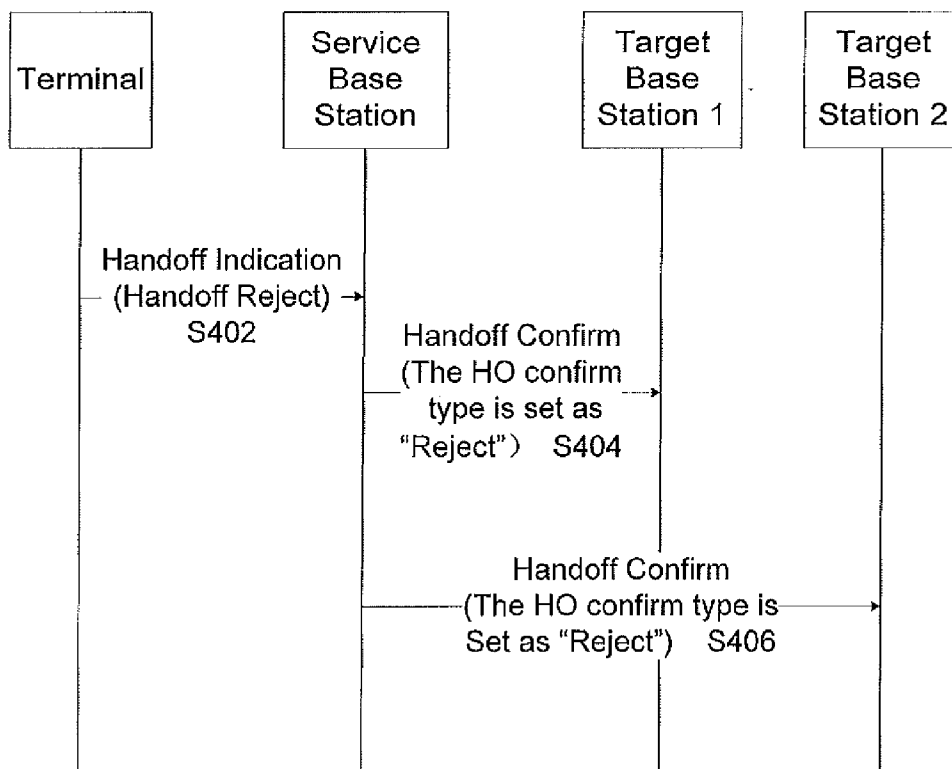 Terminal
Service
Base
Station
Target
Base
Station 1
Target
Base
Station 2
Handoff Indication
(Handoff Reject)
S402
Handoff Confirm
(The HO confirm
type is set as
“Reject”） S404
Handoff Confirm
(The HO confirm type is
Set as “Reject”) S406